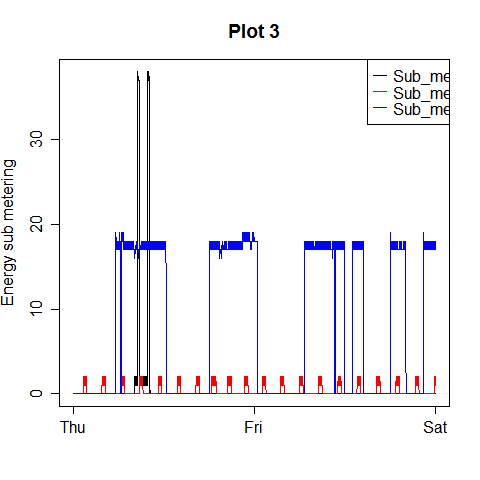 Plot 3
Sub_me
Sub_me
Sub_me
Energy sub metering
30
20
10
0
Thu Fri Sat